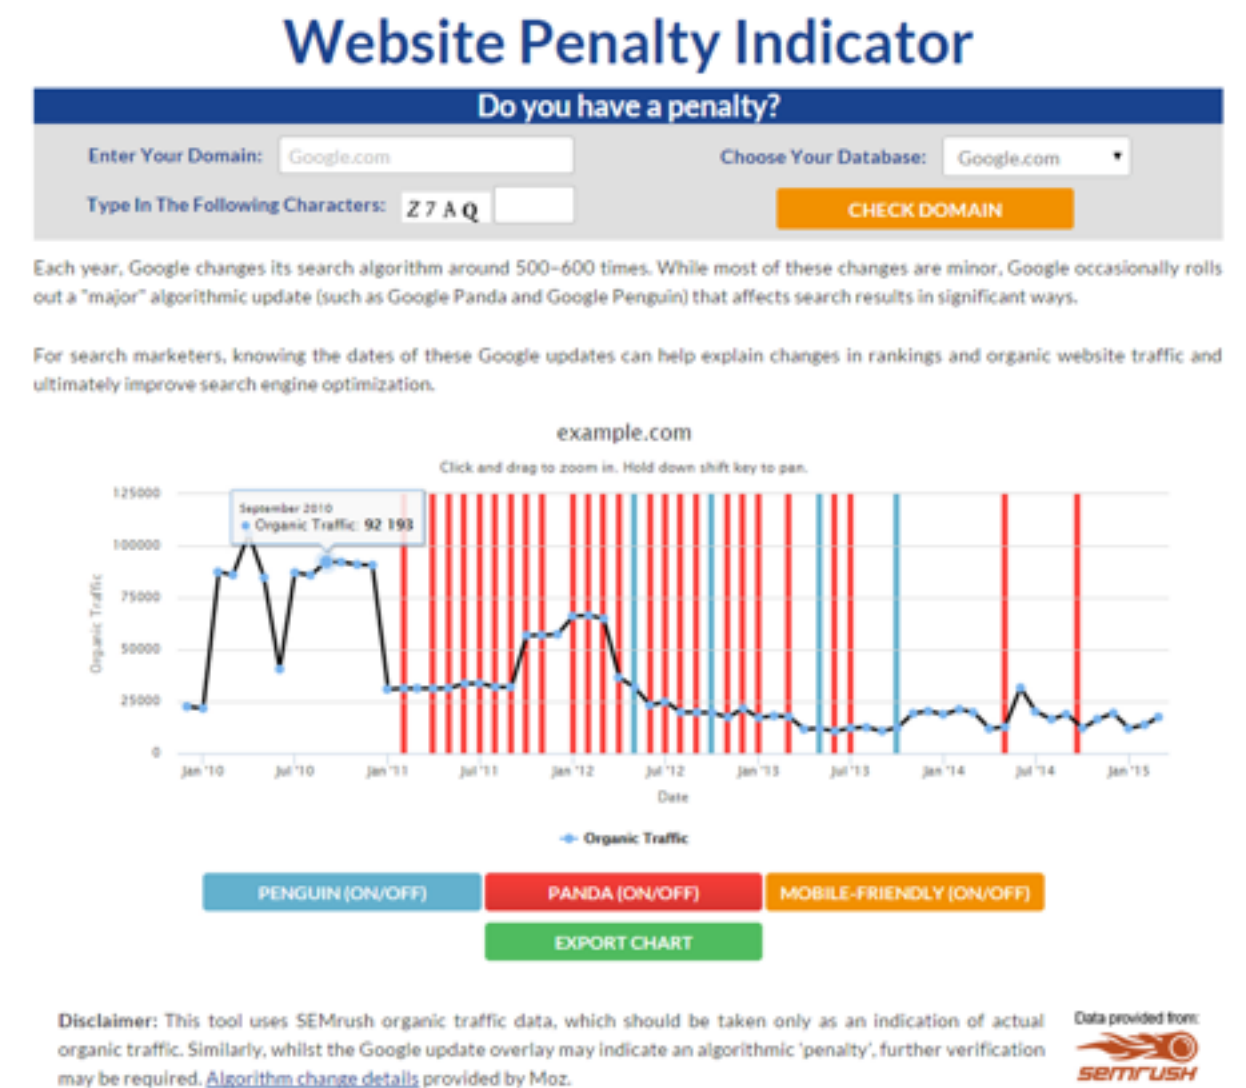 Website Penalty Indicator
Do you have a penalty?
Enter Your Domain: Google.com
Choose Your Database: Google.com
Type In The Following Characters: Z 7 A Q
CHECK DOMAIN
Each year, Google changes its search algorithm around 500–600 times. While most of these changes are minor, Google occasionally rolls
out a "major" algorithmic update (such as Google Panda and Google Penguin) that affects search results in significant ways.
For search marketers, knowing the dates of these Google updates can help explain changes in rankings and organic website traffic and
ultimately improve search engine optimization.
example.com
Click and drag to zoom in. Hold down shift key to pan.
125000
September 2010
Organic Traffic: 92 193
100000
75000
50000
25000
0
Organic Traffic
Jan '10 Jul '10 Jan '11 Jul '11 Jan '12 Jul '12 Jan '13 Jul '13 Jan '14 Jul '14 Jan '15
Date
Organic Traffic
PENGUIN (ON/OFF) PANDA (ON/OFF) MOBILE-FRIENDLY (ON/OFF)
EXPORT CHART
Disclaimer: This tool uses SEMrush organic traffic data, which should be taken only as an indication of actual
organic traffic. Similarly, whilst the Google update overlay may indicate an algorithmic 'penalty', further verification
may be required. Algorithm change details provided by Moz.
Data provided from:
semrush